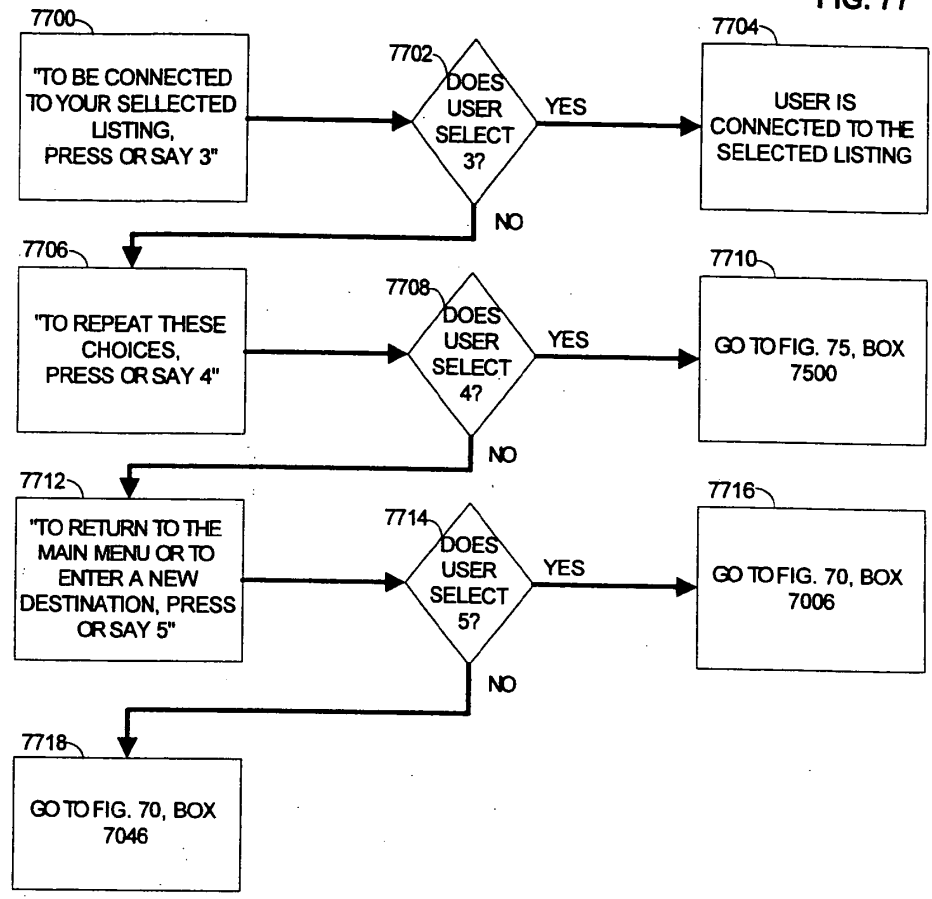 FIG. 77
7700
"TO BE CONNECTED
TO YOUR SELLECTED
LISTING,
PRESS OR SAY 3"
7702
DOES
USER
SELECT
3?
YES
NO
7704
USER IS
CONNECTED TO THE
SELECTED LISTING
7706
"TO REPEAT THESE
CHOICES,
PRESS OR SAY 4"
7708
DOES
USER
SELECT
4?
YES
NO
7710
GO TO FIG. 75, BOX
7500
7712
"TO RETURN TO THE
MAIN MENU OR TO
ENTER A NEW
DESTINATION, PRESS
OR SAY 5"
7714
DOES
USER
SELECT
5?
YES
NO
7716
GO TO FIG. 70, BOX
7006
7718
GO TO FIG. 70, BOX
7046